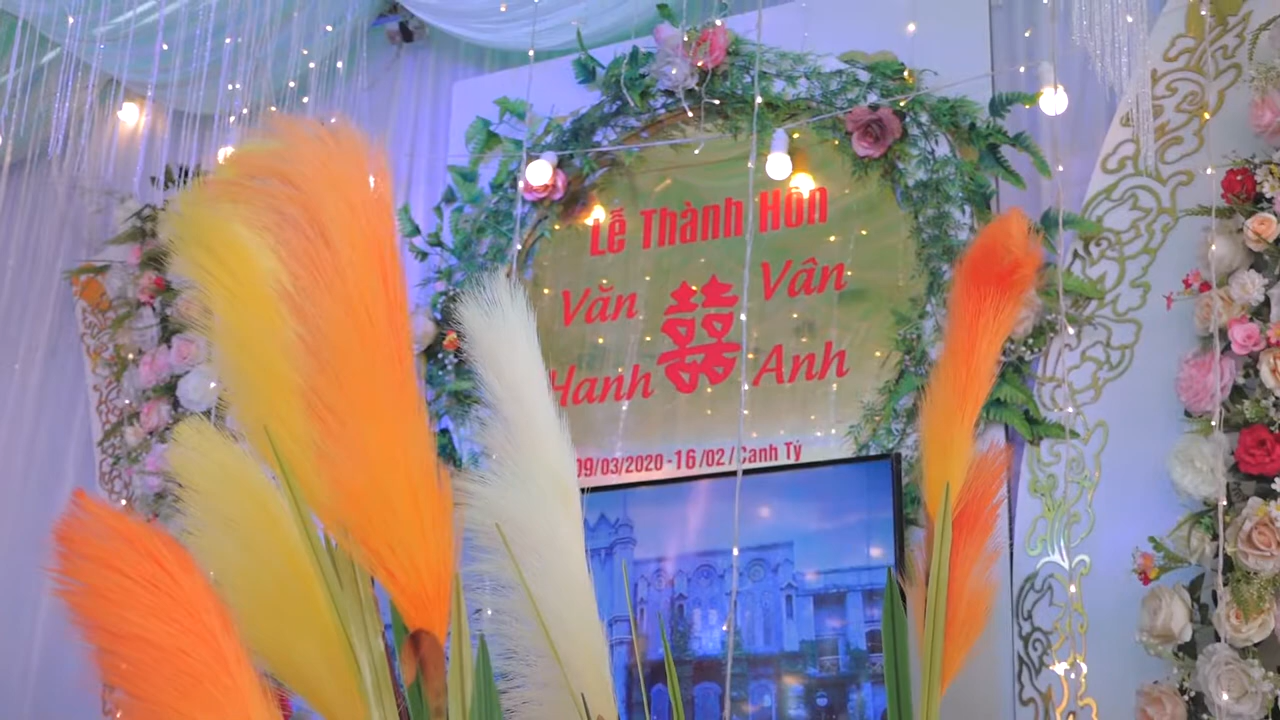 Lễ Thành Hôn
Văn Vân
囍
Hanh Anh
09/03/2020-16/02/Canh Tý